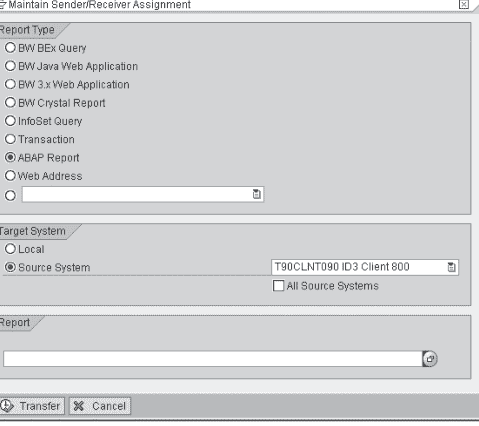 Maintain Sender/Receiver Assignment
Report Type
BW BEx Query
BW Java Web Application
BW 3.x Web Application
BW Crystal Report
InfoSet Query
Transaction
ABAP Report
Web Address
Target System
Local
Source System T90CLNT090 ID3 Client 800
All Source Systems
Report
Transfer Cancel